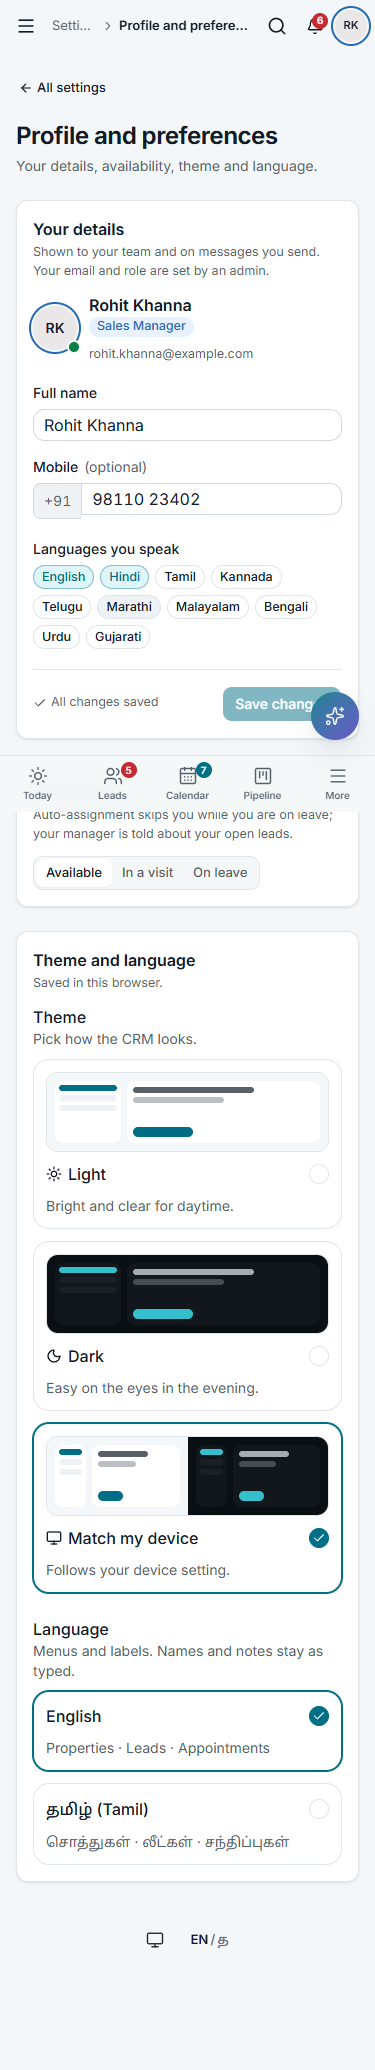 Setti... > Profile and prefere... 6 RK
← All settings
Profile and preferences
Your details, availability, theme and language.
Your details
Shown to your team and on messages you send.
Your email and role are set by an admin.
RK
Rohit Khanna
Sales Manager
rohit.khanna@example.com
Full name
Rohit Khanna
Mobile (optional)
+91 98110 23402
Languages you speak
English Hindi Tamil Kannada
Telugu Marathi Malayalam Bengali
Urdu Gujarati
✓ All changes saved Save chang
5 7
Today Leads Calendar Pipeline More
Auto-assignment skips you while you are on leave;
your manager is told about your open leads.
Available In a visit On leave
Theme and language
Saved in this browser.
Theme
Pick how the CRM looks.
Light
Bright and clear for daytime.
Dark
Easy on the eyes in the evening.
Match my device
Follows your device setting.
Language
Menus and labels. Names and notes stay as
typed.
English
Properties · Leads · Appointments
தமிழ் (Tamil)
சொத்துகள் · லீட்கள் · சந்திப்புகள்
EN / த